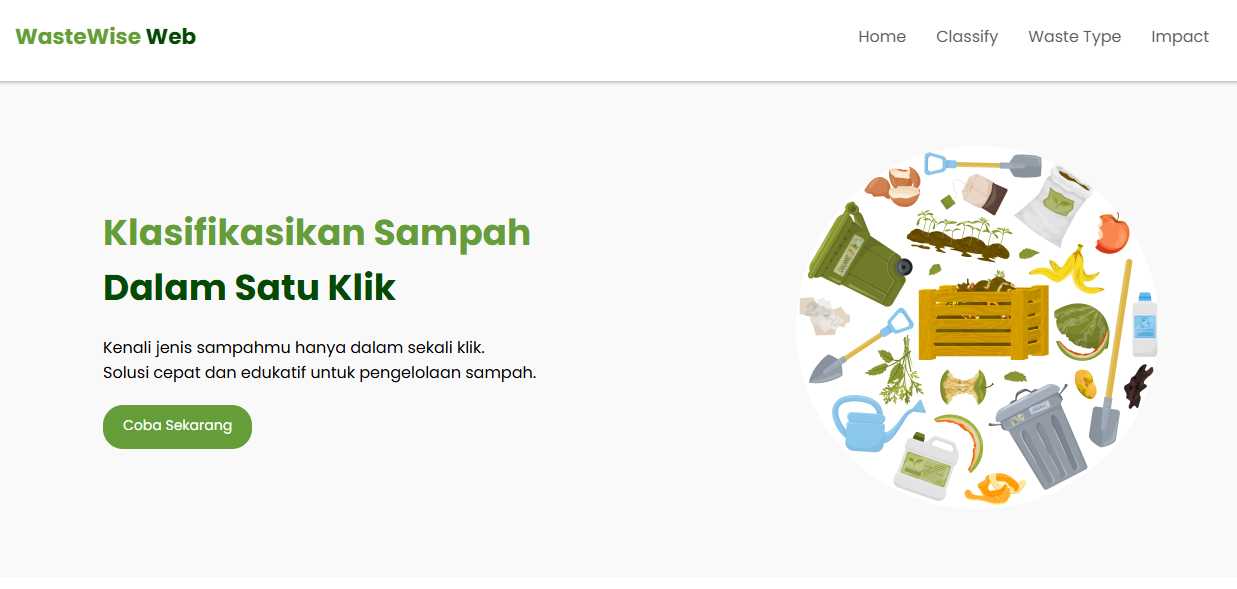 WasteWise Web
Home Classify Waste Type Impact
Klasifikasikan Sampah
Dalam Satu Klik
Kenali jenis sampahmu hanya dalam sekali klik.
Solusi cepat dan edukatif untuk pengelolaan sampah.
Coba Sekarang
ORGANIC